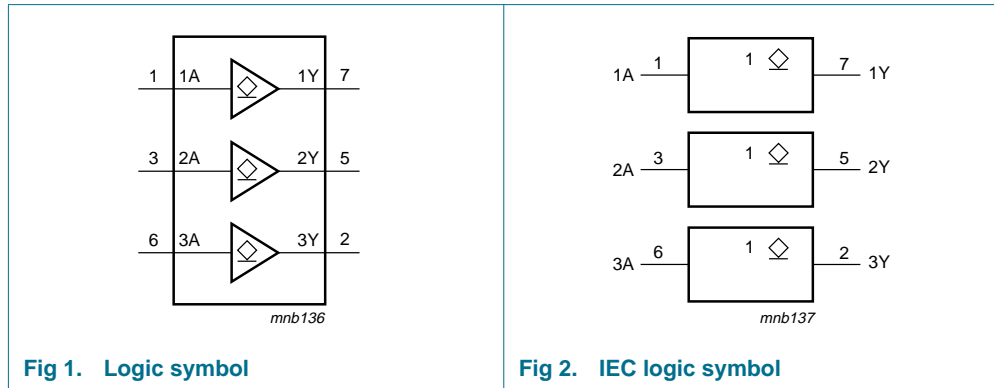 1 1A 1Y 7
3 2A 2Y 5
6 3A 3Y 2
mnb136
Fig 1. Logic symbol
1A 1 1 7 1Y
2A 3 1 5 2Y
3A 6 1 2 3Y
mnb137
Fig 2. IEC logic symbol